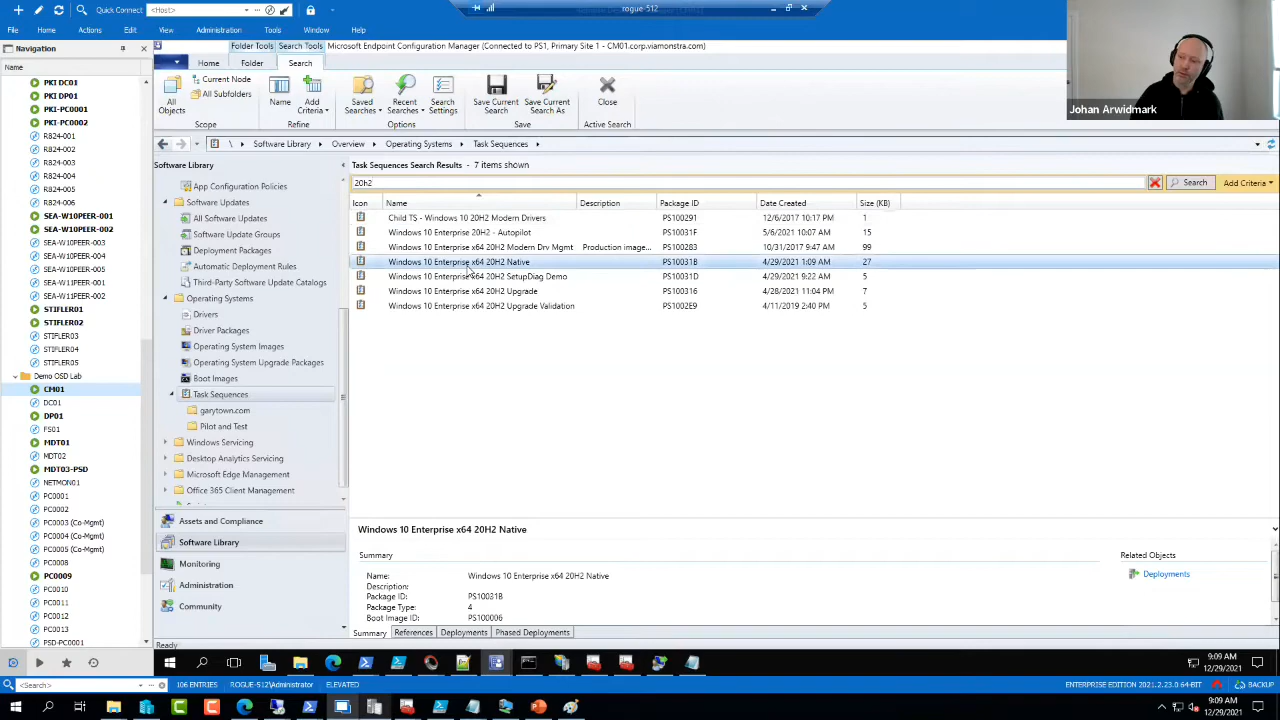 Quick Connect <Host>
rogue-512
File Home Actions Edit View Administration Tools Window Help
Navigation
Name
PKI DC01
PKI DP01
PKI-PC0001
PKI-PC0002
R824-001
R824-002
R824-003
R824-004
R824-005
R824-006
SEA-W10PEER-001
SEA-W10PEER-002
SEA-W10PEER-003
SEA-W10PEER-004
SEA-W10PEER-005
SEA-W11PEER-001
SEA-W11PEER-002
STIFLER01
STIFLER02
STIFLER03
STIFLER04
STIFLER05
Demo OSD Lab
CM01
DC01
DP01
FS01
MDT01
MDT02
MDT03-PSD
NETMON01
PC0001
PC0002
PC0003 (Co-Mgmt)
PC0004 (Co-Mgmt)
PC0005 (Co-Mgmt)
PC0008
PC0009
PC0010
PC0011
PC0012
PC0013
PSD-PC0001
Folder Tools Search Tools Microsoft Endpoint Configuration Manager (Connected to PS1, Primary Site 1 - CM01.corp.viamonstra.com)
Home Folder Search
All Objects
Current Node
All Subfolders
Scope
Name
Add Criteria
Refine
Saved Searches
Recent Searches
Search Settings
Options
Save Current Search
Save Current Search As
Save
Close
Active Search
\ Software Library Overview Operating Systems Task Sequences
Software Library
App Configuration Policies
Software Updates
All Software Updates
Software Update Groups
Deployment Packages
Automatic Deployment Rules
Third-Party Software Update Catalogs
Operating Systems
Drivers
Driver Packages
Operating System Images
Operating System Upgrade Packages
Boot Images
Task Sequences
garytown.com
Pilot and Test
Windows Servicing
Desktop Analytics Servicing
Microsoft Edge Management
Office 365 Client Management
Assets and Compliance
Software Library
Monitoring
Administration
Community
Task Sequences Search Results - 7 items shown
20h2
Search
Add Criteria
Icon Name Description Package ID Date Created Size (KB)
Child TS - Windows 10 20H2 Modern Drivers PS100291 12/6/2017 10:17 PM 1
Windows 10 Enterprise 20H2 - Autopilot PS10031F 5/6/2021 10:07 AM 15
Windows 10 Enterprise x64 20H2 Modern Drv Mgmt Production image... PS100283 10/31/2017 9:47 AM 99
Windows 10 Enterprise x64 20H2 Native PS10031B 4/29/2021 1:09 AM 27
Windows 10 Enterprise x64 20H2 SetupDiag Demo PS10031D 4/29/2021 9:22 AM 5
Windows 10 Enterprise x64 20H2 Upgrade PS100316 4/28/2021 11:04 PM 7
Windows 10 Enterprise x64 20H2 Upgrade Validation PS1002E9 4/11/2019 2:40 PM 5
Windows 10 Enterprise x64 20H2 Native
Summary
Name: Windows 10 Enterprise x64 20H2 Native
Description:
Package ID: PS10031B
Package Type: 4
Boot Image ID: PS100006
Related Objects
Deployments
Summary References Deployments Phased Deployments
Ready
Johan Arwidmark
9:09 AM
12/29/2021
<Search>
106 ENTRIES ROGUE-512\Administrator ELEVATED
ENTERPRISE EDITION 2021.2.23.0 64-BIT
BACKUP
9:09 AM
12/29/2021